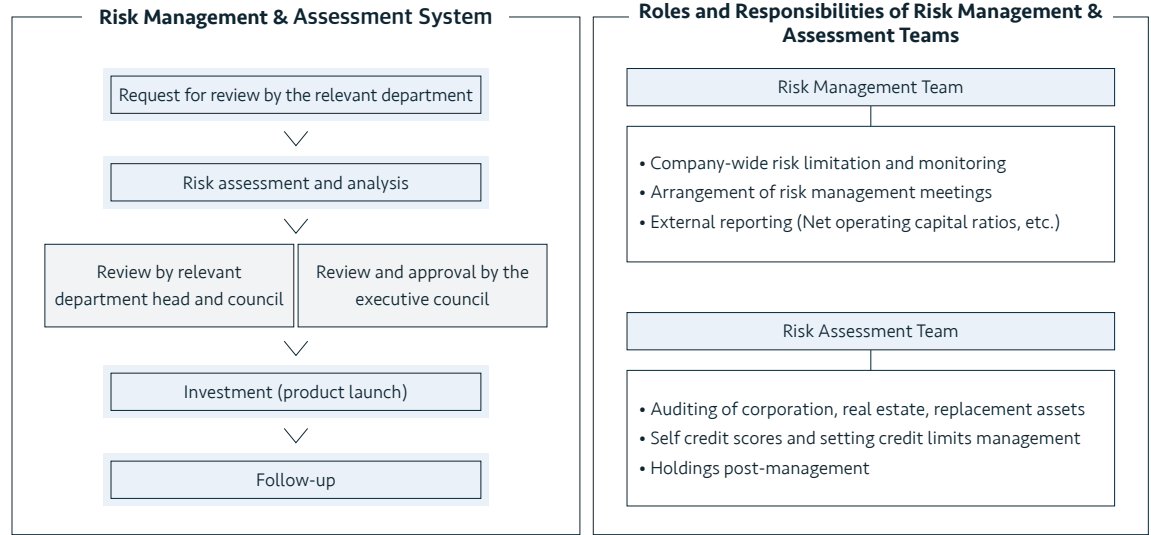 Risk Management & Assessment System
Request for review by the relevant department
Risk assessment and analysis
Review by relevant
department head and council
Review and approval by the
executive council
Investment (product launch)
Follow-up
Roles and Responsibilities of Risk Management &
Assessment Teams
Risk Management Team
• Company-wide risk limitation and monitoring
• Arrangement of risk management meetings
• External reporting (Net operating capital ratios, etc.)
Risk Assessment Team
• Auditing of corporation, real estate, replacement assets
• Self credit scores and setting credit limits management
• Holdings post-management